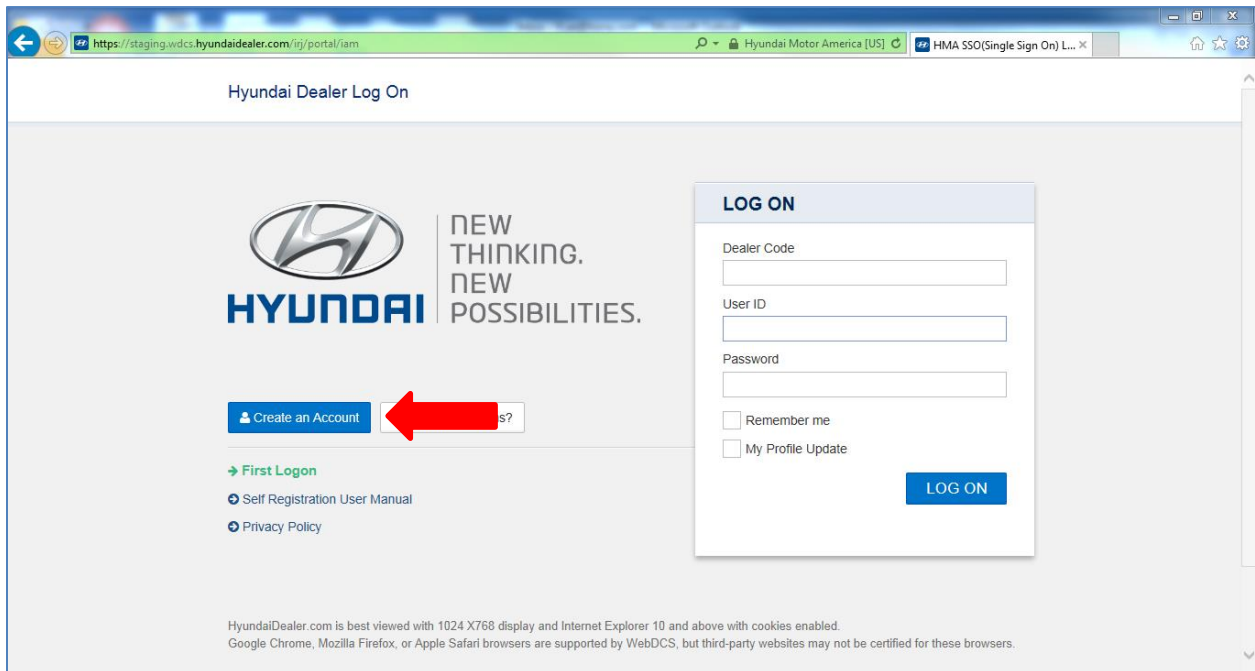 https://staging.wdcs.hyundaidealer.com/irj/portal/iam
Hyundai Motor America [US]
HMA SSO(Single Sign On) L...
Hyundai Dealer Log On
HYUNDAI
NEW
THINKING.
NEW
POSSIBILITIES.
Create an Account
s?
First Logon
Self Registration User Manual
Privacy Policy
LOG ON
Dealer Code
User ID
Password
Remember me
My Profile Update
LOG ON
HyundaiDealer.com is best viewed with 1024 X768 display and Internet Explorer 10 and above with cookies enabled.
Google Chrome, Mozilla Firefox, or Apple Safari browsers are supported by WebDCS, but third-party websites may not be certified for these browsers.